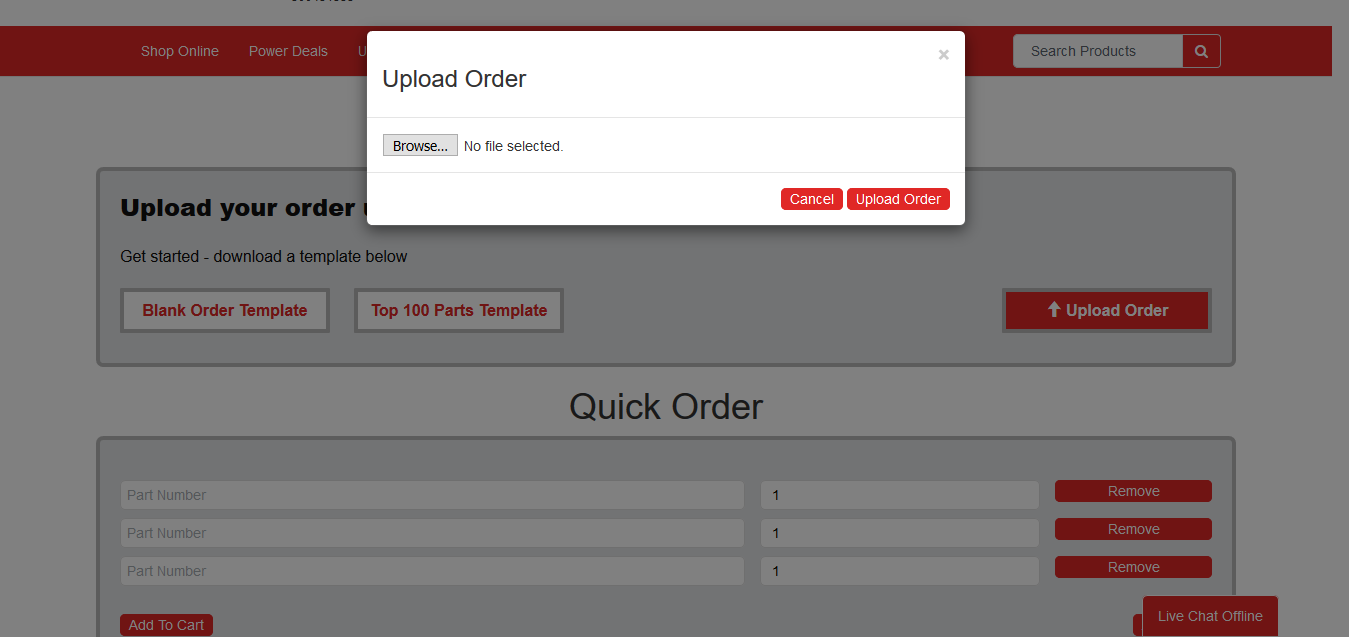 Shop Online Power Deals
Search Products
Upload Order
×
Browse... No file selected.
Cancel Upload Order
Upload your order
Get started - download a template below
Blank Order Template Top 100 Parts Template Upload Order
Quick Order
Part Number 1 Remove
Part Number 1 Remove
Part Number 1 Remove
Add To Cart
Live Chat Offline